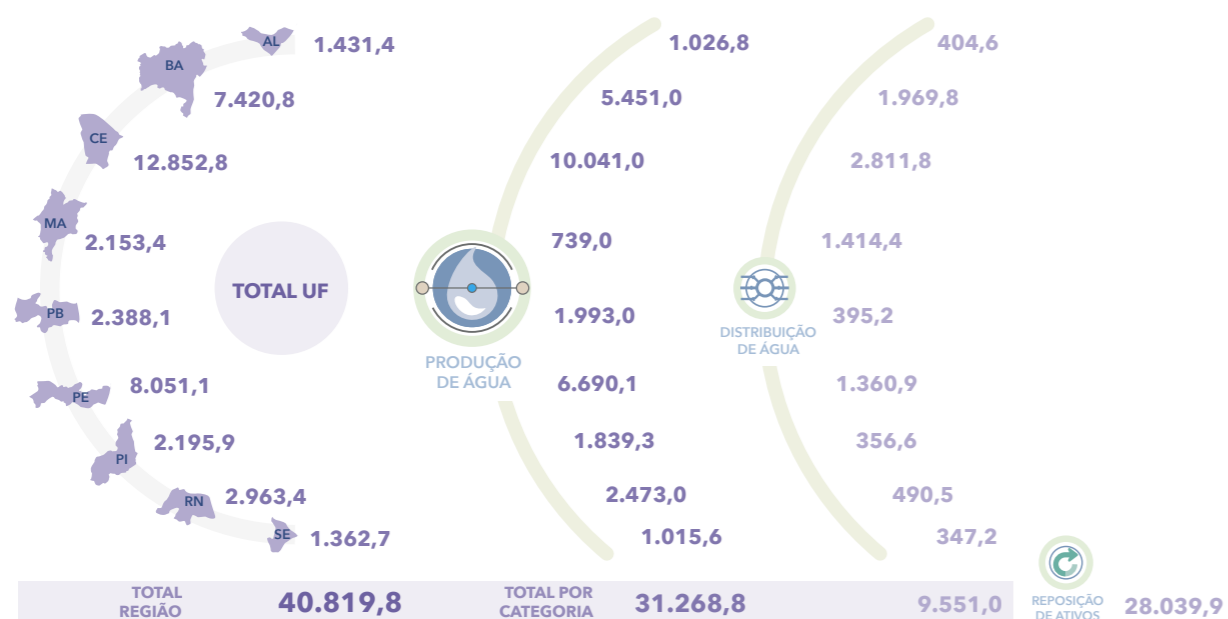 AL 1.431,4 1.026,8 404,6
BA 7.420,8 5.451,0 1.969,8
CE 12.852,8 10.041,0 2.811,8
MA 2.153,4 739,0 1.414,4
TOTAL UF
PB 2.388,1 1.993,0 395,2
PRODUÇÃO
DE ÁGUA
DISTRIBUIÇÃO
DE ÁGUA
PE 8.051,1 6.690,1 1.360,9
PI 2.195,9 1.839,3 356,6
RN 2.963,4 2.473,0 490,5
SE 1.362,7 1.015,6 347,2
TOTAL
REGIÃO
40.819,8
TOTAL POR
CATEGORIA
31.268,8
9.551,0
REPOSIÇÃO
DE ATIVOS
28.039,9